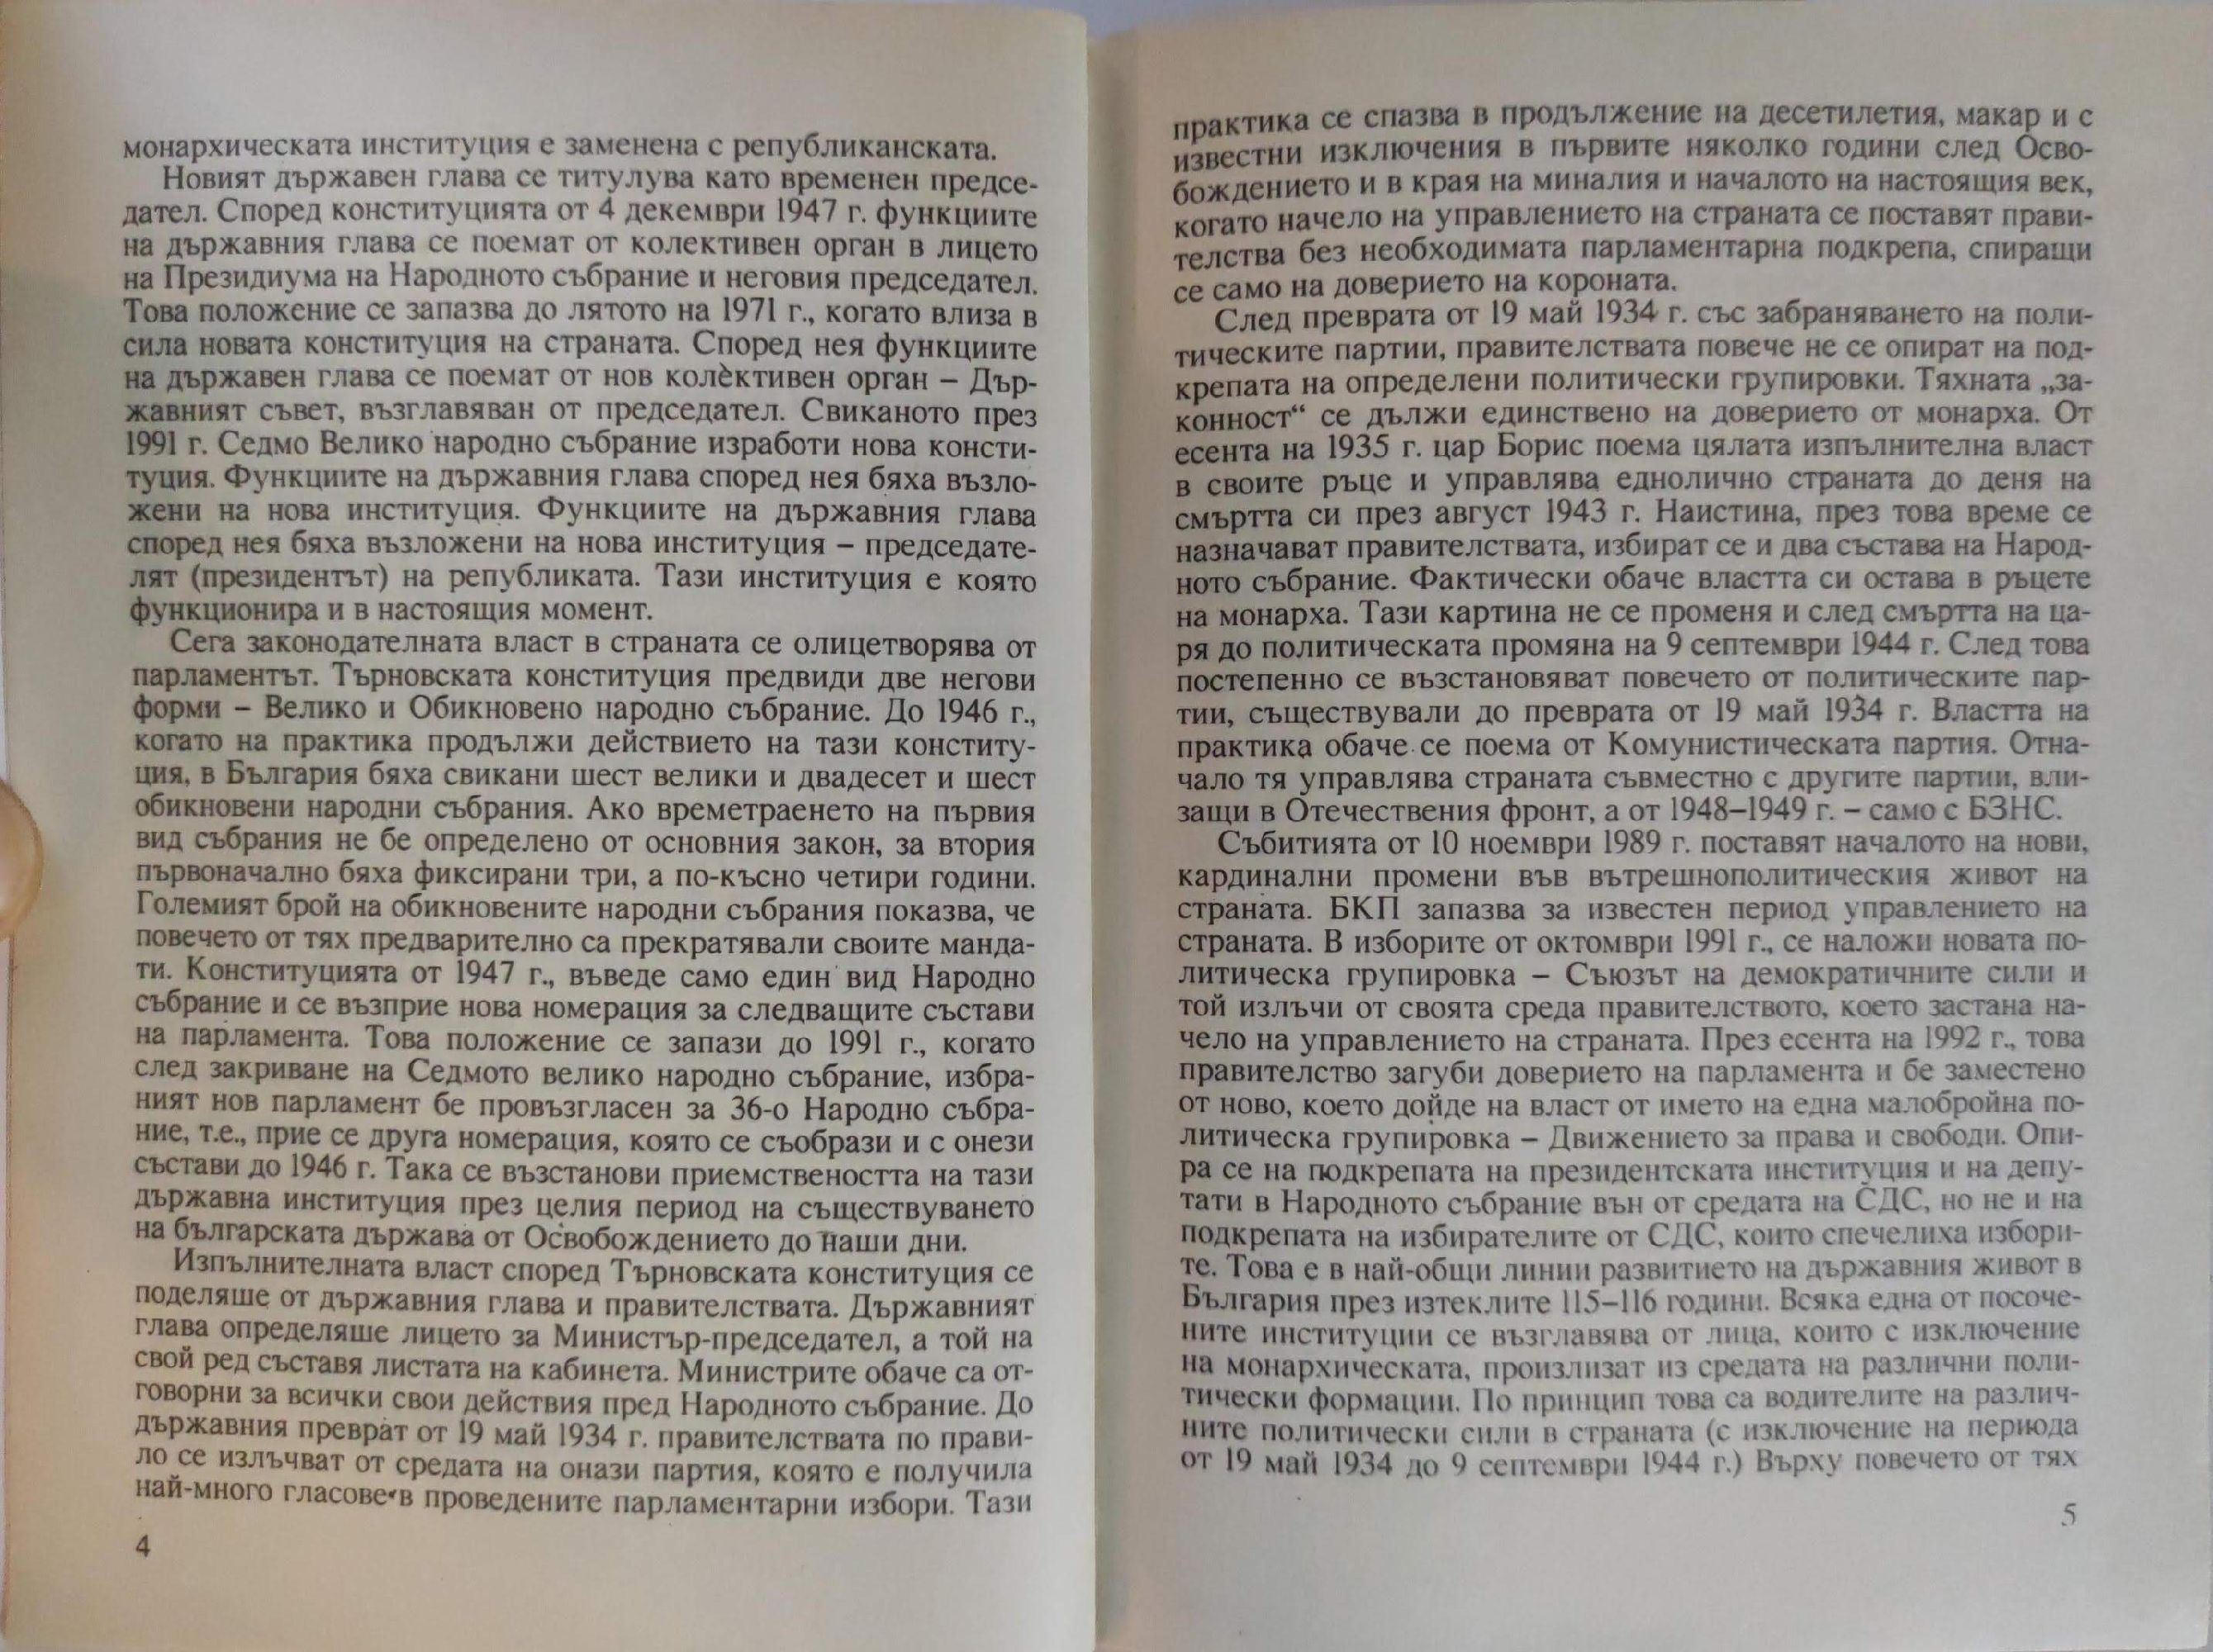 монархическата институция е заменена с републиканската.
Новият държавен глава се титулува като временен предсе-
дател. Според конституцията от 4 декември 1947 г. функциите
на държавния глава се поемат от колективен орган в лицето
на Президиума на Народното събрание и неговия председател.
Това положение се запазва до лятото на 1971 г., когато влиза в
сила новата конституция на страната. Според нея функциите
на държавен глава се поемат от нов колѐктивен орган – Дър-
жавният съвет, възглавяван от председател. Свиканото през
1991 г. Седмо Велико народно събрание изработи нова консти-
туция. Функциите на държавния глава според нея бяха възло-
жени на нова институция. Функциите на държавния глава
според нея бяха възложени на нова институция – председате-
лят (президентът) на републиката. Тази институция е която
функционира и в настоящия момент.
Сега законодателната власт в страната се олицетворява от
парламентът. Търновската конституция предвиди две негови
форми – Велико и Обикновено народно събрание. До 1946 г.,
когато на практика продължи действието на тази конститу-
ция, в България бяха свикани шест велики и двадесет и шест
обикновени народни събрания. Ако времетраенето на първия
вид събрания не бе определено от основния закон, за втория
първоначално бяха фиксирани три, а по-късно четири години.
Големият брой на обикновените народни събрания показва, че
повечето от тях предварително са прекратявали своите манда-
ти. Конституцията от 1947 г., въведе само един вид Народно
събрание и се възприе нова номерация за следващите състави
на парламента. Това положение се запази до 1991 г., когато
след закриване на Седмото велико народно събрание, избра-
ният нов парламент бе провъзгласен за 36-о Народно събра-
ние, т.е., прие се друга номерация, която се съобрази и с онези
състави до 1946 г. Така се възстанови приемствеността на тази
държавна институция през целия период на съществуването
на българската държава от Освобождението до наши дни.
Изпълнителната власт според Търновската конституция се
поделяше от държавния глава и правителствата. Държавният
глава определяше лицето за Министър-председател, а той на
свой ред съставя листата на кабинета. Министрите обаче са от-
говорни за всички свои действия пред Народното събрание. До
държавния преврат от 19 май 1934 г. правителствата по прави-
ло се излъчват от средата на онази партия, която е получила
най-много гласове в проведените парламентарни избори. Тази
4
практика се спазва в продължение на десетилетия, макар и с
известни изключения в първите няколко години след Осво-
бождението и в края на миналия и началото на настоящия век,
когато начело на управлението на страната се поставят прави-
телства без необходимата парламентарна подкрепа, спиращи
се само на доверието на короната.
След преврата от 19 май 1934 г. със забраняването на поли-
тическите партии, правителствата повече не се опират на под-
крепата на определени политически групировки. Тяхната „за-
конност“ се дължи единствено на доверието от монарха. От
есента на 1935 г. цар Борис поема цялата изпълнителна власт
в своите ръце и управлява еднолично страната до деня на
смъртта си през август 1943 г. Наистина, през това време се
назначават правителствата, избират се и два състава на Народ-
ното събрание. Фактически обаче властта си остава в ръцете
на монарха. Тази картина не се променя и след смъртта на ца-
ря до политическата промяна на 9 септември 1944 г. След това
постепенно се възстановяват повечето от политическите пар-
тии, съществували до преврата от 19 май 1934 г. Властта на
практика обаче се поема от Комунистическата партия. Отна-
чало тя управлява страната съвместно с другите партии, вли-
защи в Отечествения фронт, а от 1948–1949 г. – само с БЗНС.
Събитията от 10 ноември 1989 г. поставят началото на нови,
кардинални промени във вътрешнополитическия живот на
страната. БКП запазва за известен период управлението на
страната. В изборите от октомври 1991 г., се наложи новата по-
литическа групировка – Съюзът на демократичните сили и
той излъчи от своята среда правителството, което застана на-
чело на управлението на страната. През есента на 1992 г., това
правителство загуби доверието на парламента и бе заместено
от ново, което дойде на власт от името на една малобройна по-
литическа групировка – Движението за права и свободи. Опи-
ра се на подкрепата на президентската институция и на депу-
тати в Народното събрание вън от средата на СДС, но не и на
подкрепата на избирателите от СДС, които спечелиха избори-
те. Това е в най-общи линии развитието на държавния живот в
България през изтеклите 115–116 години. Всяка една от посоче-
ните институции се възглавява от лица, които с изключение
на монархическата, произлизат из средата на различни поли-
тически формации. По принцип това са водителите на различ-
ните политически сили в страната (с изключение на периода
от 19 май 1934 до 9 септември 1944 г.) Върху повечето от тях
5